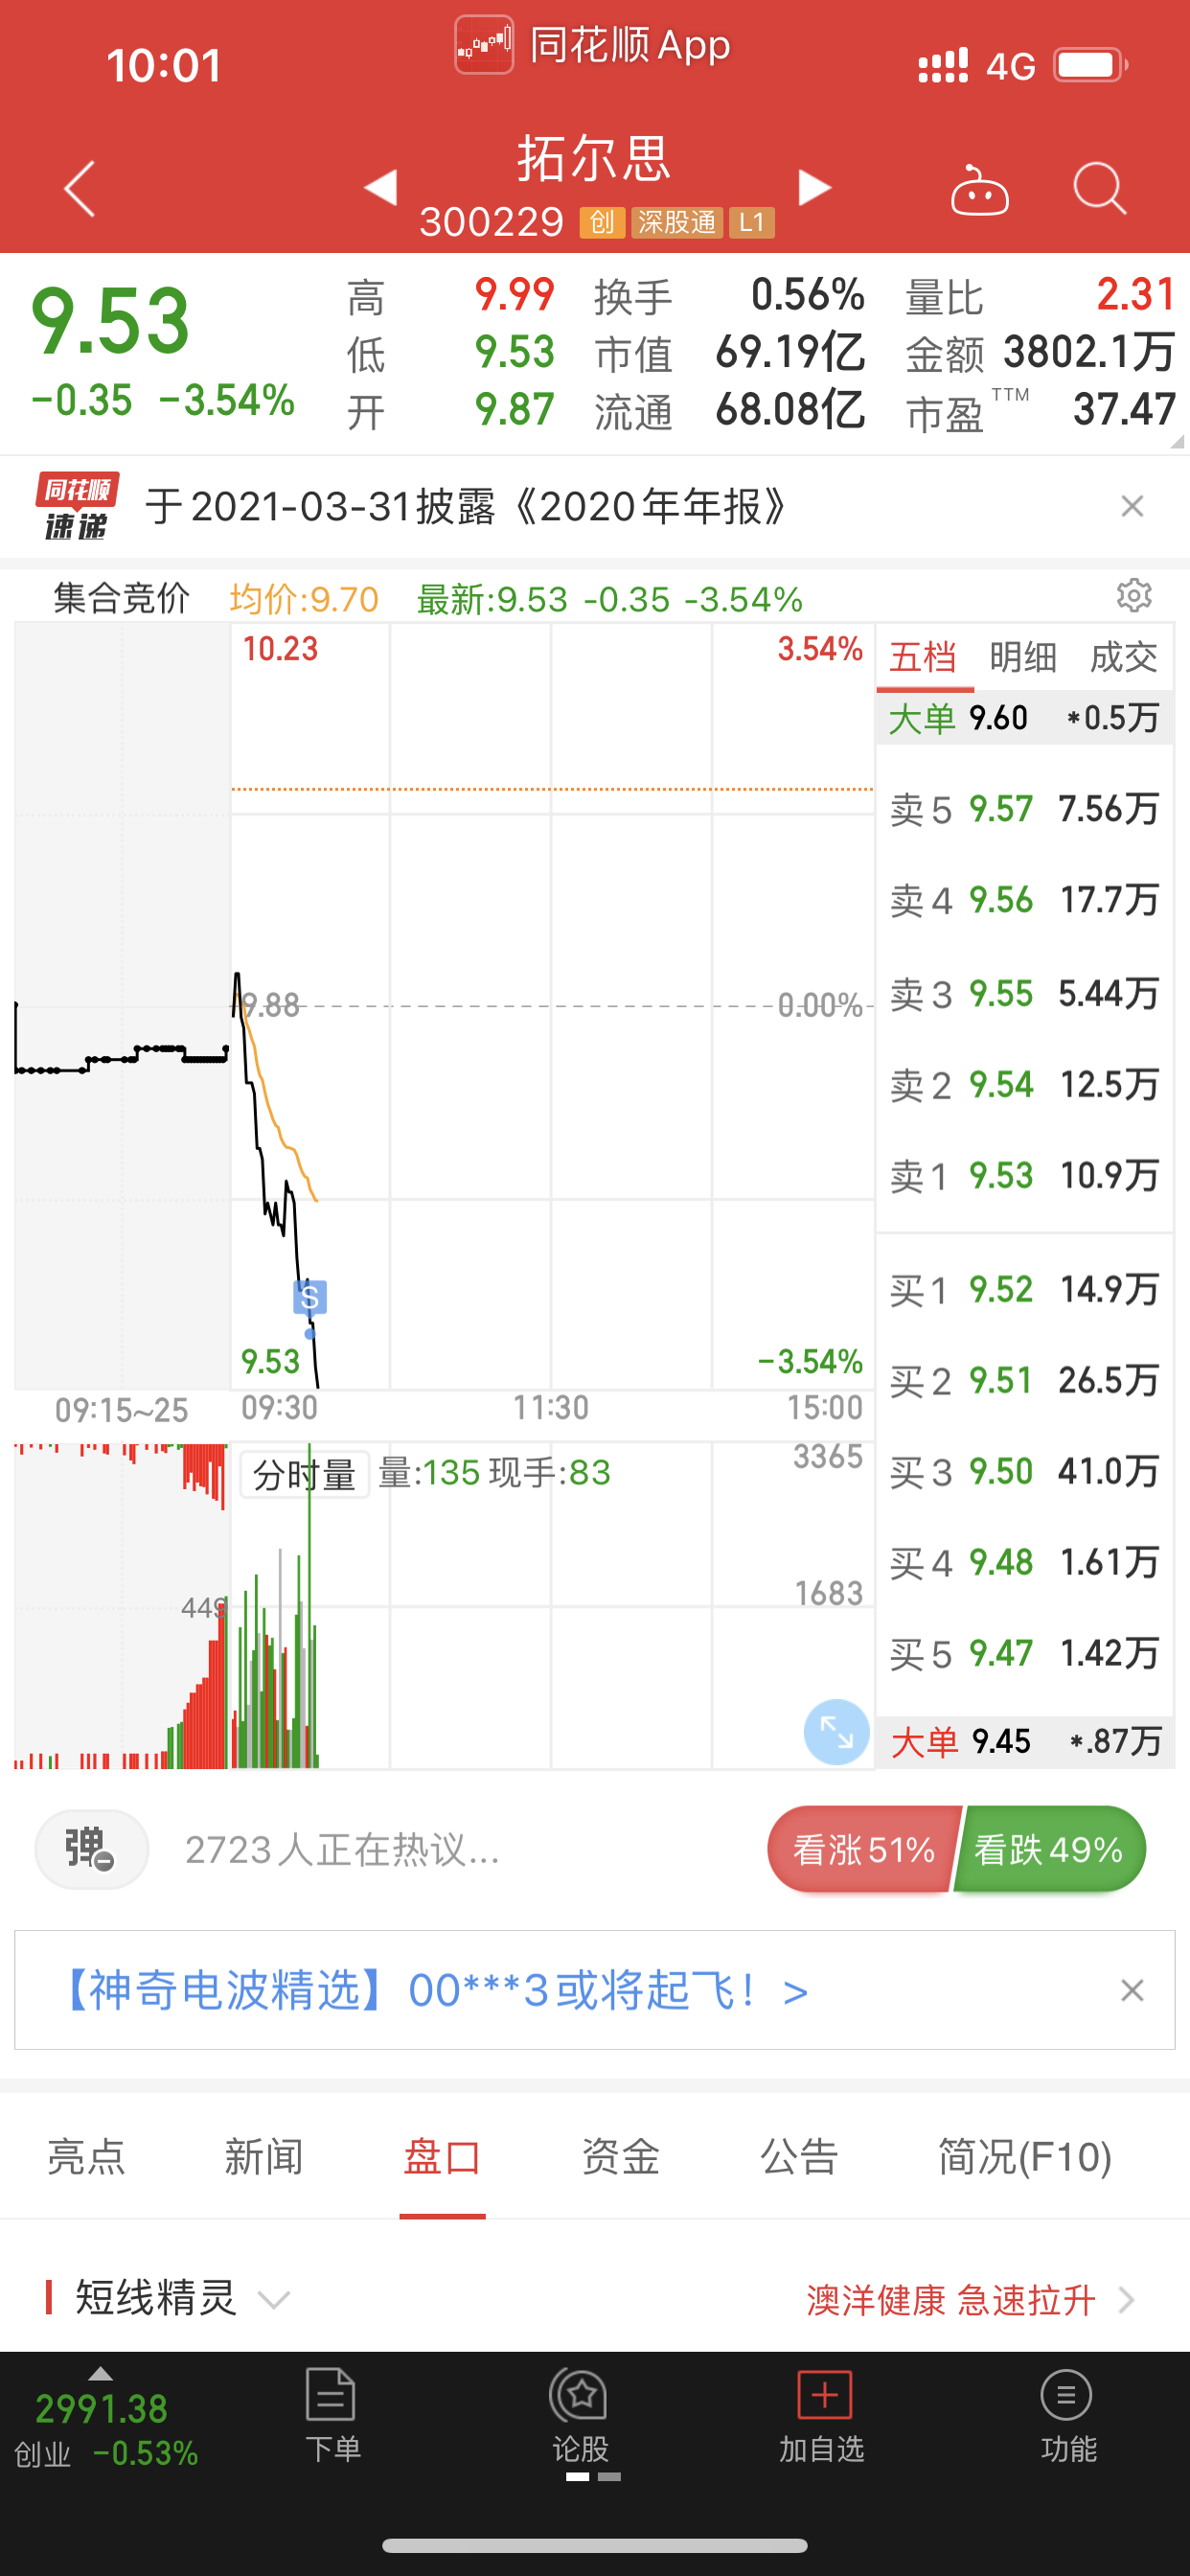 10:01
同花顺App
4G
拓尔思
300229 创 深股通 L1
9.53
-0.35 -3.54%
高 9.99 换手 0.56% 量比 2.31
低 9.53 市值 69.19亿 金额 3802.1万
开 9.87 流通 68.08亿 市盈TTM 37.47
同花顺
速递
于2021-03-31披露《2020年年报》
集合竞价 均价:9.70 最新:9.53 -0.35 -3.54%
10.23 3.54%
9.88 0.00%
S
9.53 -3.54%
09:15~25 09:30 11:30 15:00
分时量 量:135 现手:83
3365
1683
449
五档 明细 成交
大单 9.60 *0.5万
卖5 9.57 7.56万
卖4 9.56 17.7万
卖3 9.55 5.44万
卖2 9.54 12.5万
卖1 9.53 10.9万
买1 9.52 14.9万
买2 9.51 26.5万
买3 9.50 41.0万
买4 9.48 1.61万
买5 9.47 1.42万
大单 9.45 *.87万
弹
2723人正在热议...
看涨51% 看跌49%
【神奇电波精选】00***3或将起飞！ >
亮点 新闻 盘口 资金 公告 简况(F10)
短线精灵 澳洋健康 急速拉升
2991.38
创业 -0.53%
下单 论股 加自选 功能